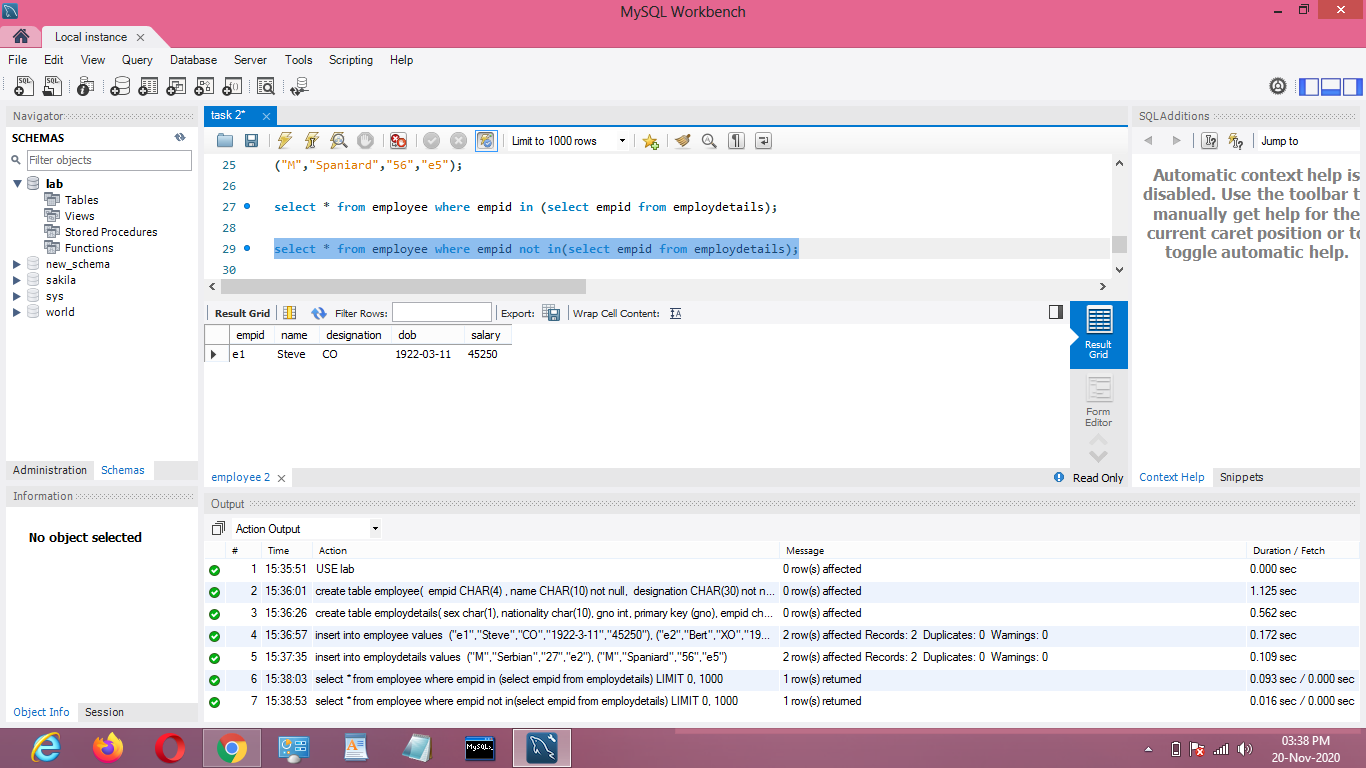 MySQL Workbench
Local instance
File Edit View Query Database Server Tools Scripting Help
Navigator
SCHEMAS
Filter objects
lab
Tables
Views
Stored Procedures
Functions
new_schema
sakila
sys
world
Administration Schemas
Information
No object selected
Object Info Session
task 2*
Limit to 1000 rows
25 ("M","Spaniard","56","e5");
26
27 select * from employee where empid in (select empid from employdetails);
28
29 select * from employee where empid not in(select empid from employdetails);
30
Result Grid Filter Rows: Export: Wrap Cell Content:
empid name designation dob salary
e1 Steve CO 1922-03-11 45250
Result
Grid
Form
Editor
employee 2
Read Only
SQLAdditions
Jump to
Automatic context help is
disabled. Use the toolbar t
manually get help for the
current caret position or to
toggle automatic help.
Context Help Snippets
Output
Action Output
# Time Action Message Duration / Fetch
1 15:35:51 USE lab 0 row(s) affected 0.000 sec
2 15:36:01 create table employee( empid CHAR(4) , name CHAR(10) not null, designation CHAR(30) not n... 0 row(s) affected 1.125 sec
3 15:36:26 create table employdetails( sex char(1), nationality char(10), gno int, primary key (gno), empid ch... 0 row(s) affected 0.562 sec
4 15:36:57 insert into employee values ("e1","Steve","CO","1922-3-11","45250"), ("e2","Bert","XO","19... 2 row(s) affected Records: 2 Duplicates: 0 Warnings: 0 0.172 sec
5 15:37:35 insert into employdetails values ("M","Serbian","27","e2"), ("M","Spaniard","56","e5") 2 row(s) affected Records: 2 Duplicates: 0 Warnings: 0 0.109 sec
6 15:38:03 select * from employee where empid in (select empid from employdetails) LIMIT 0, 1000 1 row(s) returned 0.093 sec / 0.000 sec
7 15:38:53 select * from employee where empid not in(select empid from employdetails) LIMIT 0, 1000 1 row(s) returned 0.016 sec / 0.000 sec
03:38 PM
20-Nov-2020